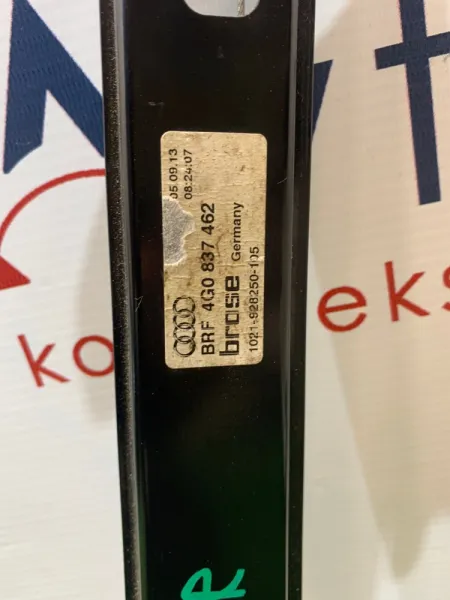 05.09.13
08:24:07
BRF 4G0 837 462
brose Germany
1021-928250-105
R
ko
eks